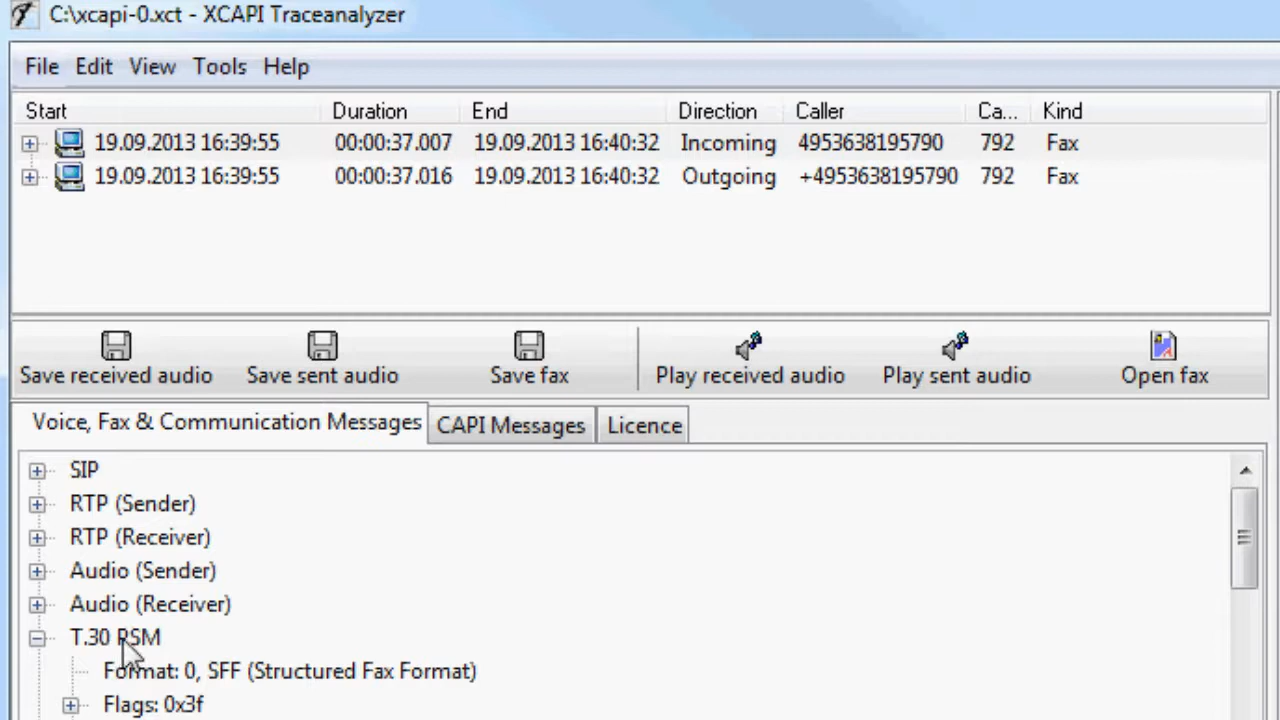 C:\xcapi-0.xct - XCAPI Traceanalyzer
File Edit View Tools Help
Start Duration End Direction Caller Ca... Kind
19.09.2013 16:39:55 00:00:37.007 19.09.2013 16:40:32 Incoming 4953638195790 792 Fax
19.09.2013 16:39:55 00:00:37.016 19.09.2013 16:40:32 Outgoing +4953638195790 792 Fax
Save received audio Save sent audio Save fax Play received audio Play sent audio Open fax
Voice, Fax & Communication Messages CAPI Messages Licence
SIP
RTP (Sender)
RTP (Receiver)
Audio (Sender)
Audio (Receiver)
T.30 PSM
Format: 0, SFF (Structured Fax Format)
Flags: 0x3f